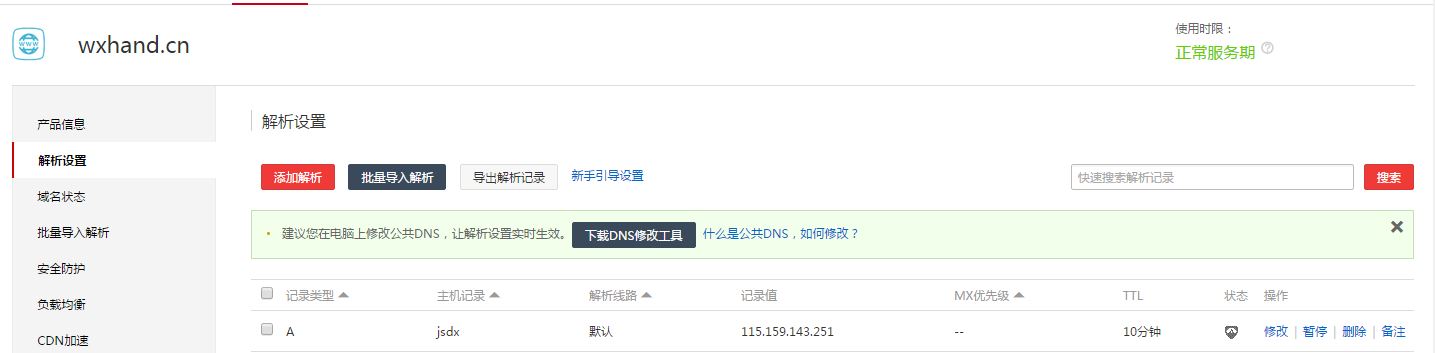 www
wxhand.cn
使用时限：
正常服务期 ?
产品信息
解析设置
域名状态
批量导入解析
安全防护
负载均衡
CDN加速
解析设置
添加解析 批量导入解析 导出解析记录 新手引导设置 快速搜索解析记录 搜索
建议您在电脑上修改公共DNS，让解析设置实时生效。 下载DNS修改工具 什么是公共DNS，如何修改？
记录类型 主机记录 解析线路 记录值 MX优先级 TTL 状态 操作
A jsdx 默认 115.159.143.251 -- 10分钟 修改 | 暂停 | 删除 | 备注